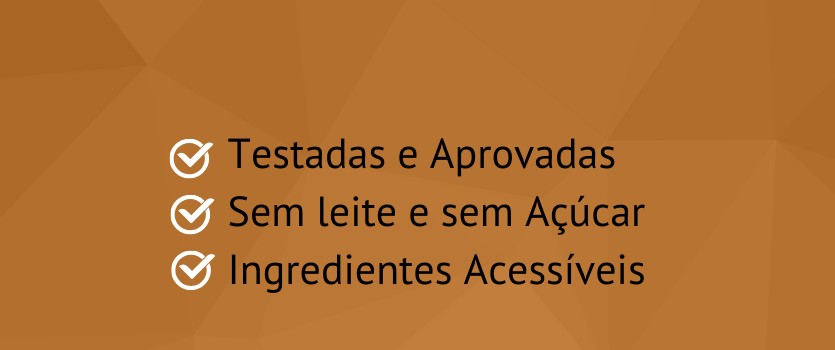 Testadas e Aprovadas
Sem leite e sem Açúcar
Ingredientes Acessíveis